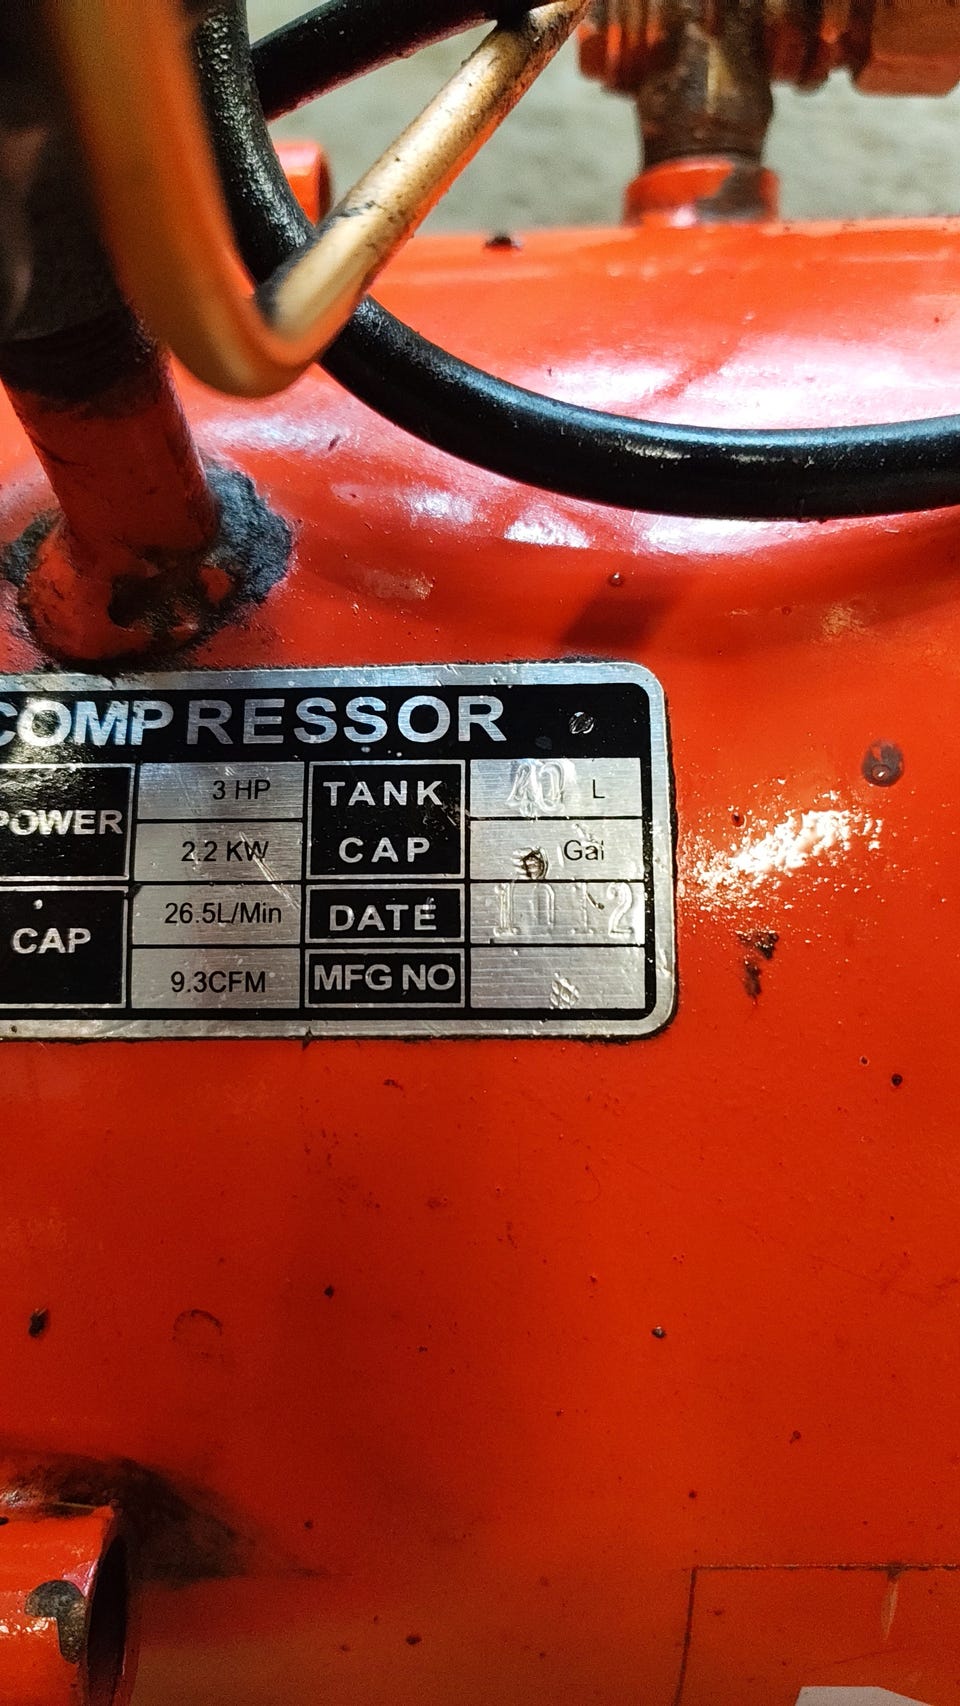 COMPRESSOR
POWER 3 HP TANK CAP 40 L
2.2 KW Gal
CAP 26.5L/Min DATE
9.3CFM MFG NO